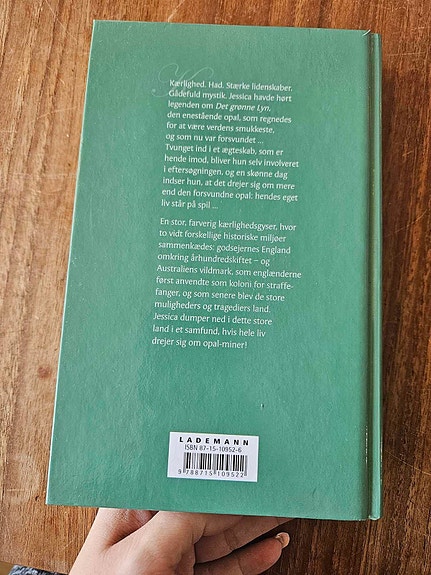 Kærlighed. Had. Stærke lidenskaber.
Gådefuld mystik. Jessica havde hørt
legenden om Det grønne Lyn,
den enestående opal, som regnedes
for at være verdens smukkeste,
og som nu var forsvundet ...
Tvunget ind i et ægteskab, som er
hende imod, bliver hun selv involveret
i eftersøgningen, og en skønne dag
indser hun, at det drejer sig om mere
end den forsvundne opal: hendes eget
liv står på spil ...
En stor, farverig kærlighedsgyser, hvor
to vidt forskellige historiske miljøer
sammenkædes: godsejernes England
omkring århundredskiftet – og
Australiens vildmark, som englænderne
først anvendte som koloni for straffe-
fanger, og som senere blev de store
muligheders og tragediers land.
Jessica dumper ned i dette store
land i et samfund, hvis hele liv
drejer sig om opal-miner!
LADEMANN
ISBN 87-15-10952-6
9 788715 109522